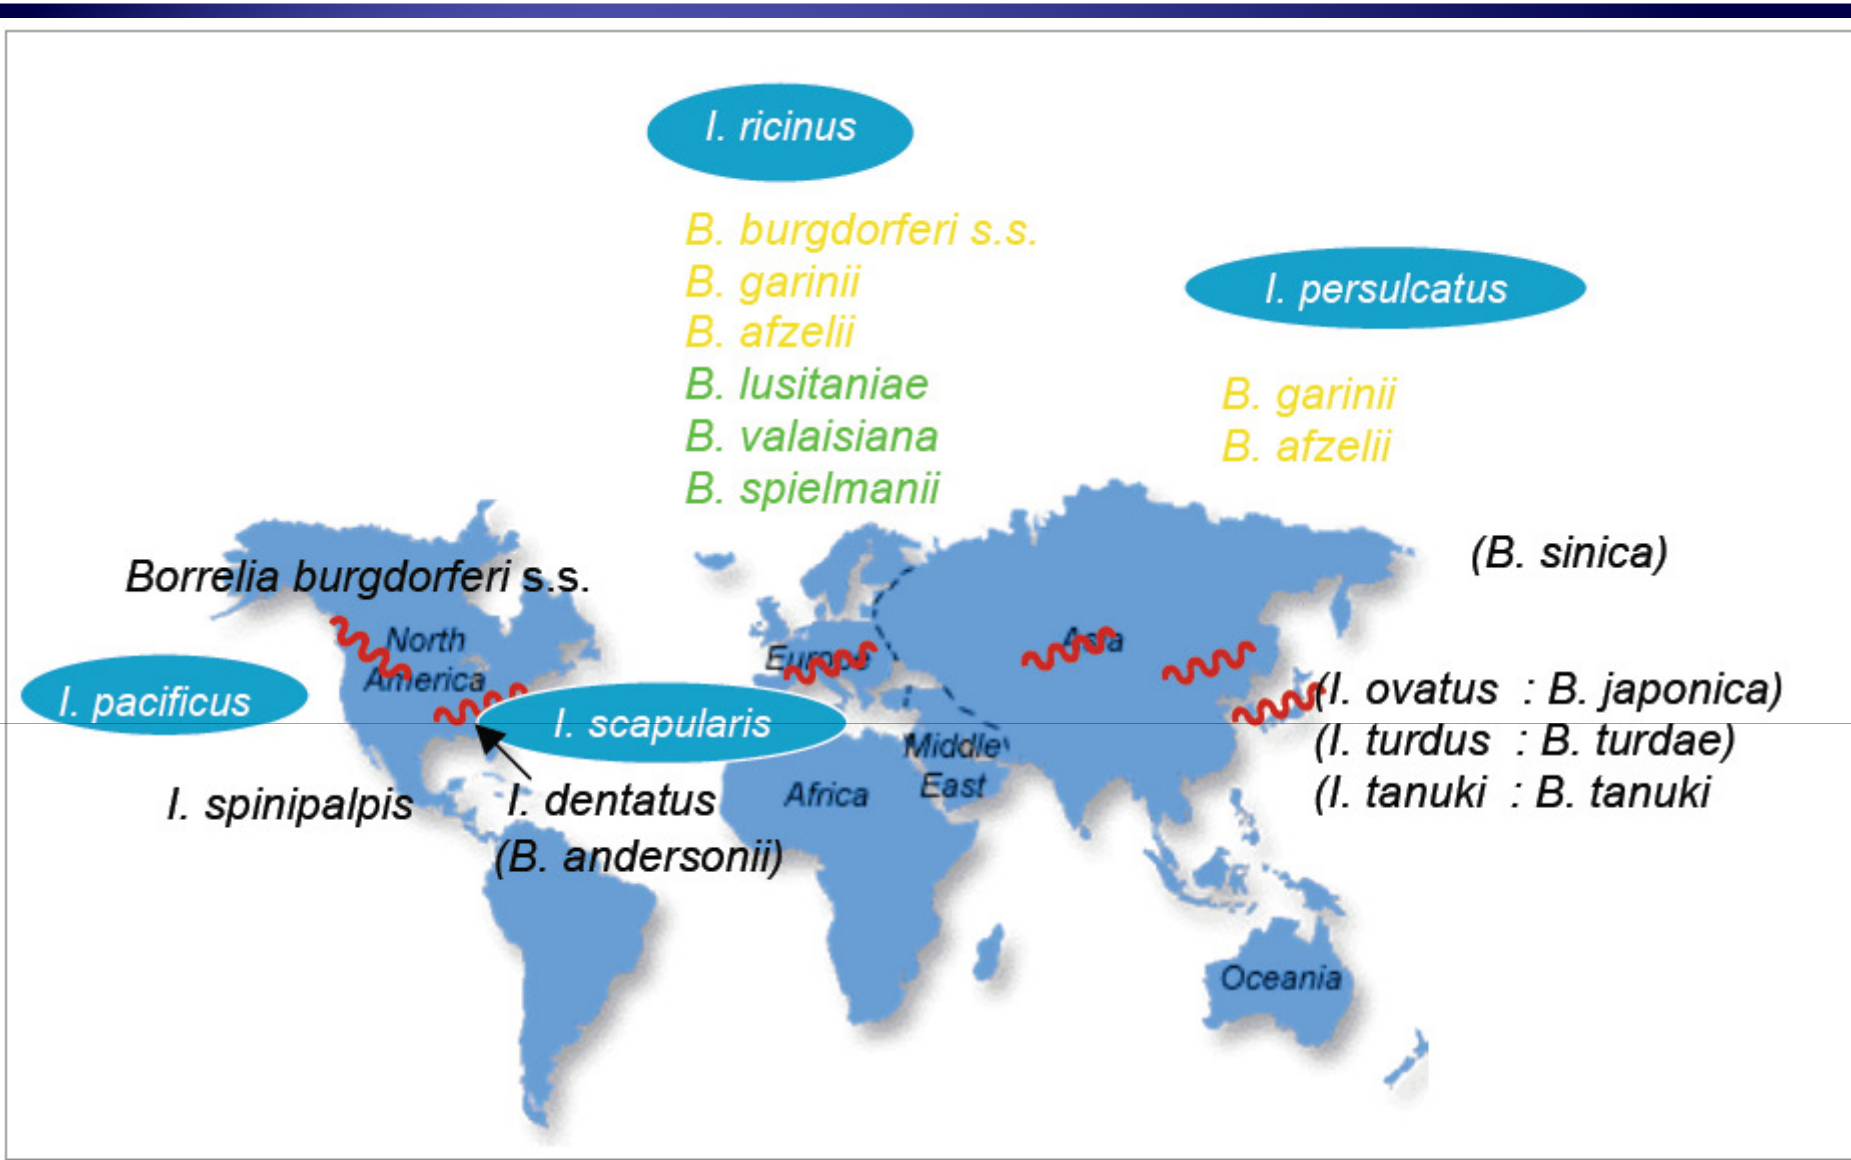 I. ricinus
B. burgdorferi s.s.
B. garinii
B. afzelii
B. lusitaniae
B. valaisiana
B. spielmanii
I. persulcatus
B. garinii
B. afzelii
(B. sinica)
Borrelia burgdorferi s.s.
North
America
Europe
Asia
I. pacificus
I. scapularis
(I. ovatus : B. japonica)
(I. turdus : B. turdae)
(I. tanuki : B. tanuki
Middle
East
Africa
I. spinipalpis
I. dentatus
(B. andersonii)
Oceania